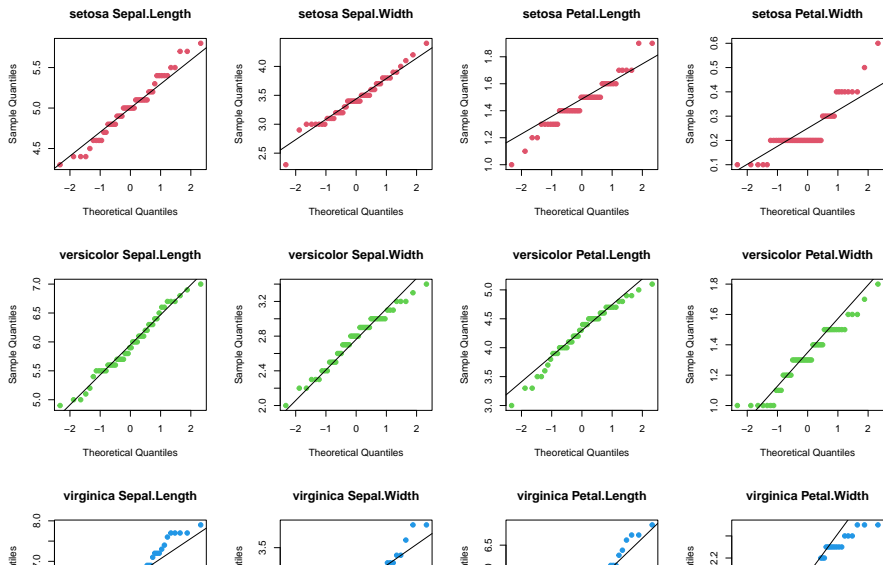 setosa Sepal.Length
setosa Sepal.Width
setosa Petal.Length
setosa Petal.Width
Sample Quantiles
4.5 5.0 5.5
−2 −1 0 1 2
Theoretical Quantiles
Sample Quantiles
2.5 3.0 3.5 4.0
−2 −1 0 1 2
Theoretical Quantiles
Sample Quantiles
1.0 1.2 1.4 1.6 1.8
−2 −1 0 1 2
Theoretical Quantiles
Sample Quantiles
0.1 0.2 0.3 0.4 0.5 0.6
−2 −1 0 1 2
Theoretical Quantiles
versicolor Sepal.Length
versicolor Sepal.Width
versicolor Petal.Length
versicolor Petal.Width
Sample Quantiles
5.0 5.5 6.0 6.5 7.0
−2 −1 0 1 2
Theoretical Quantiles
Sample Quantiles
2.0 2.4 2.8 3.2
−2 −1 0 1 2
Theoretical Quantiles
Sample Quantiles
3.0 3.5 4.0 4.5 5.0
−2 −1 0 1 2
Theoretical Quantiles
Sample Quantiles
1.0 1.2 1.4 1.6 1.8
−2 −1 0 1 2
Theoretical Quantiles
virginica Sepal.Length
virginica Sepal.Width
virginica Petal.Length
virginica Petal.Width
8.0
3.5
6.5
2.2